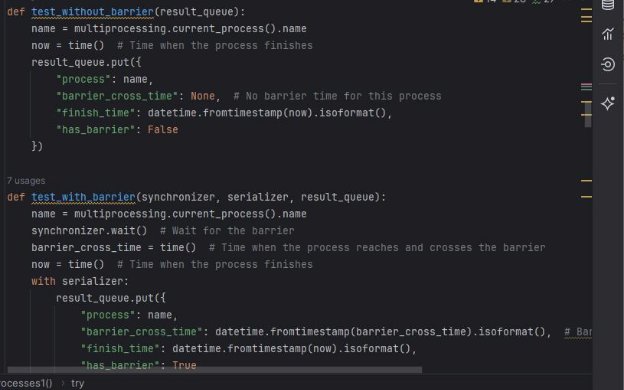 def test_without_barrier(result_queue):
    name = multiprocessing.current_process().name
    now = time()  # Time when the process finishes
    result_queue.put({
        "process": name,
        "barrier_cross_time": None,  # No barrier time for this process
        "finish_time": datetime.fromtimestamp(now).isoformat(),
        "has_barrier": False
    })
7 usages
def test_with_barrier(synchronizer, serializer, result_queue):
    name = multiprocessing.current_process().name
    synchronizer.wait()  # Wait for the barrier
    barrier_cross_time = time()  # Time when the process reaches and crosses the barrier
    now = time()  # Time when the process finishes
    with serializer:
        result_queue.put({
            "process": name,
            "barrier_cross_time": datetime.fromtimestamp(barrier_cross_time).isoformat(),  # Bar
            "finish_time": datetime.fromtimestamp(now).isoformat(),
            "has_barrier": True
rocesses1() > try